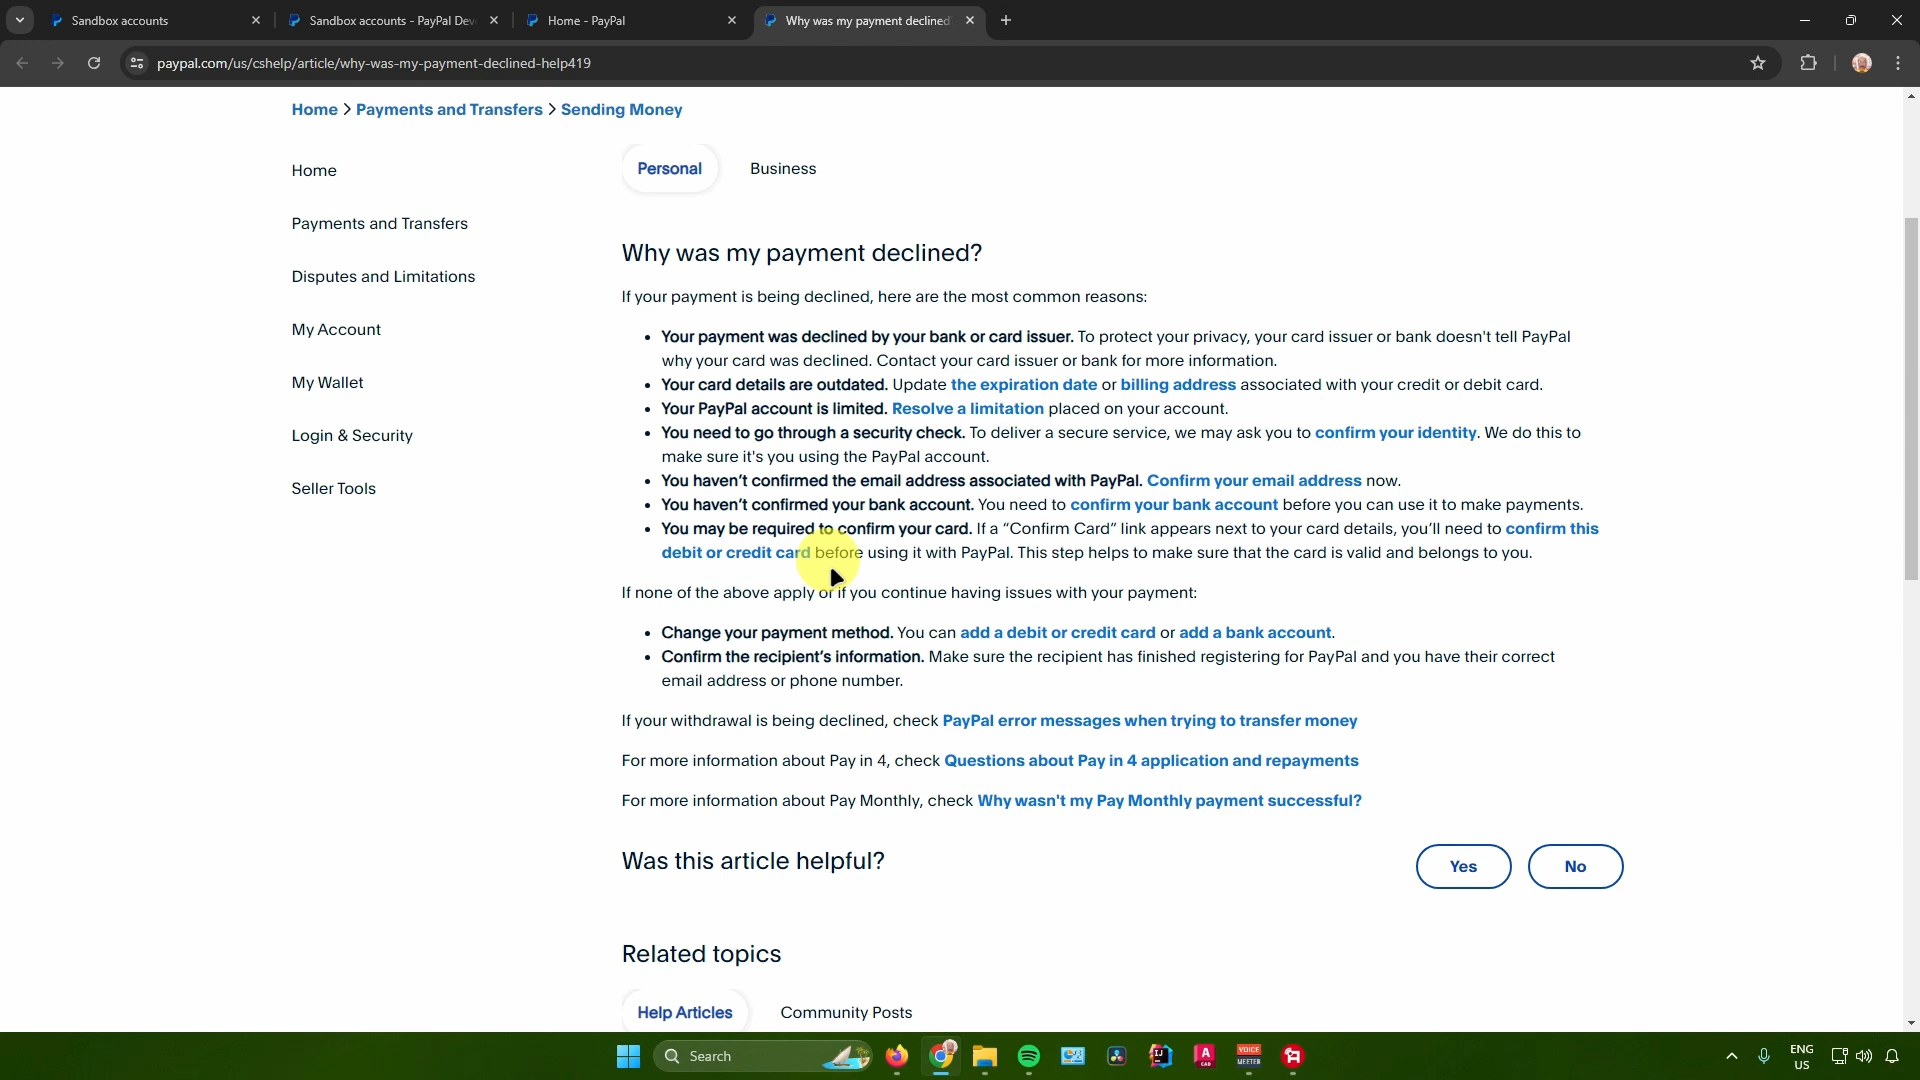 Sandbox accounts
Sandbox accounts - PayPal Dev
Home - PayPal
Why was my payment declined
paypal.com/us/cshelp/article/why-was-my-payment-declined-help419
Home > Payments and Transfers > Sending Money
Home
Payments and Transfers
Disputes and Limitations
My Account
My Wallet
Login & Security
Seller Tools
Personal
Business
Why was my payment declined?
If your payment is being declined, here are the most common reasons:
• Your payment was declined by your bank or card issuer. To protect your privacy, your card issuer or bank doesn't tell PayPal
why your card was declined. Contact your card issuer or bank for more information.
• Your card details are outdated. Update the expiration date or billing address associated with your credit or debit card.
• Your PayPal account is limited. Resolve a limitation placed on your account.
• You need to go through a security check. To deliver a secure service, we may ask you to confirm your identity. We do this to
make sure it's you using the PayPal account.
• You haven't confirmed the email address associated with PayPal. Confirm your email address now.
• You haven't confirmed your bank account. You need to confirm your bank account before you can use it to make payments.
• You may be required to confirm your card. If a “Confirm Card” link appears next to your card details, you'll need to confirm this
debit or credit card before using it with PayPal. This step helps to make sure that the card is valid and belongs to you.
If none of the above apply or if you continue having issues with your payment:
• Change your payment method. You can add a debit or credit card or add a bank account.
• Confirm the recipient's information. Make sure the recipient has finished registering for PayPal and you have their correct
email address or phone number.
If your withdrawal is being declined, check PayPal error messages when trying to transfer money
For more information about Pay in 4, check Questions about Pay in 4 application and repayments
For more information about Pay Monthly, check Why wasn't my Pay Monthly payment successful?
Was this article helpful?
Yes
No
Related topics
Help Articles
Community Posts
Search
IJ
A
CAD
VOICE
MEETER
ENG
US